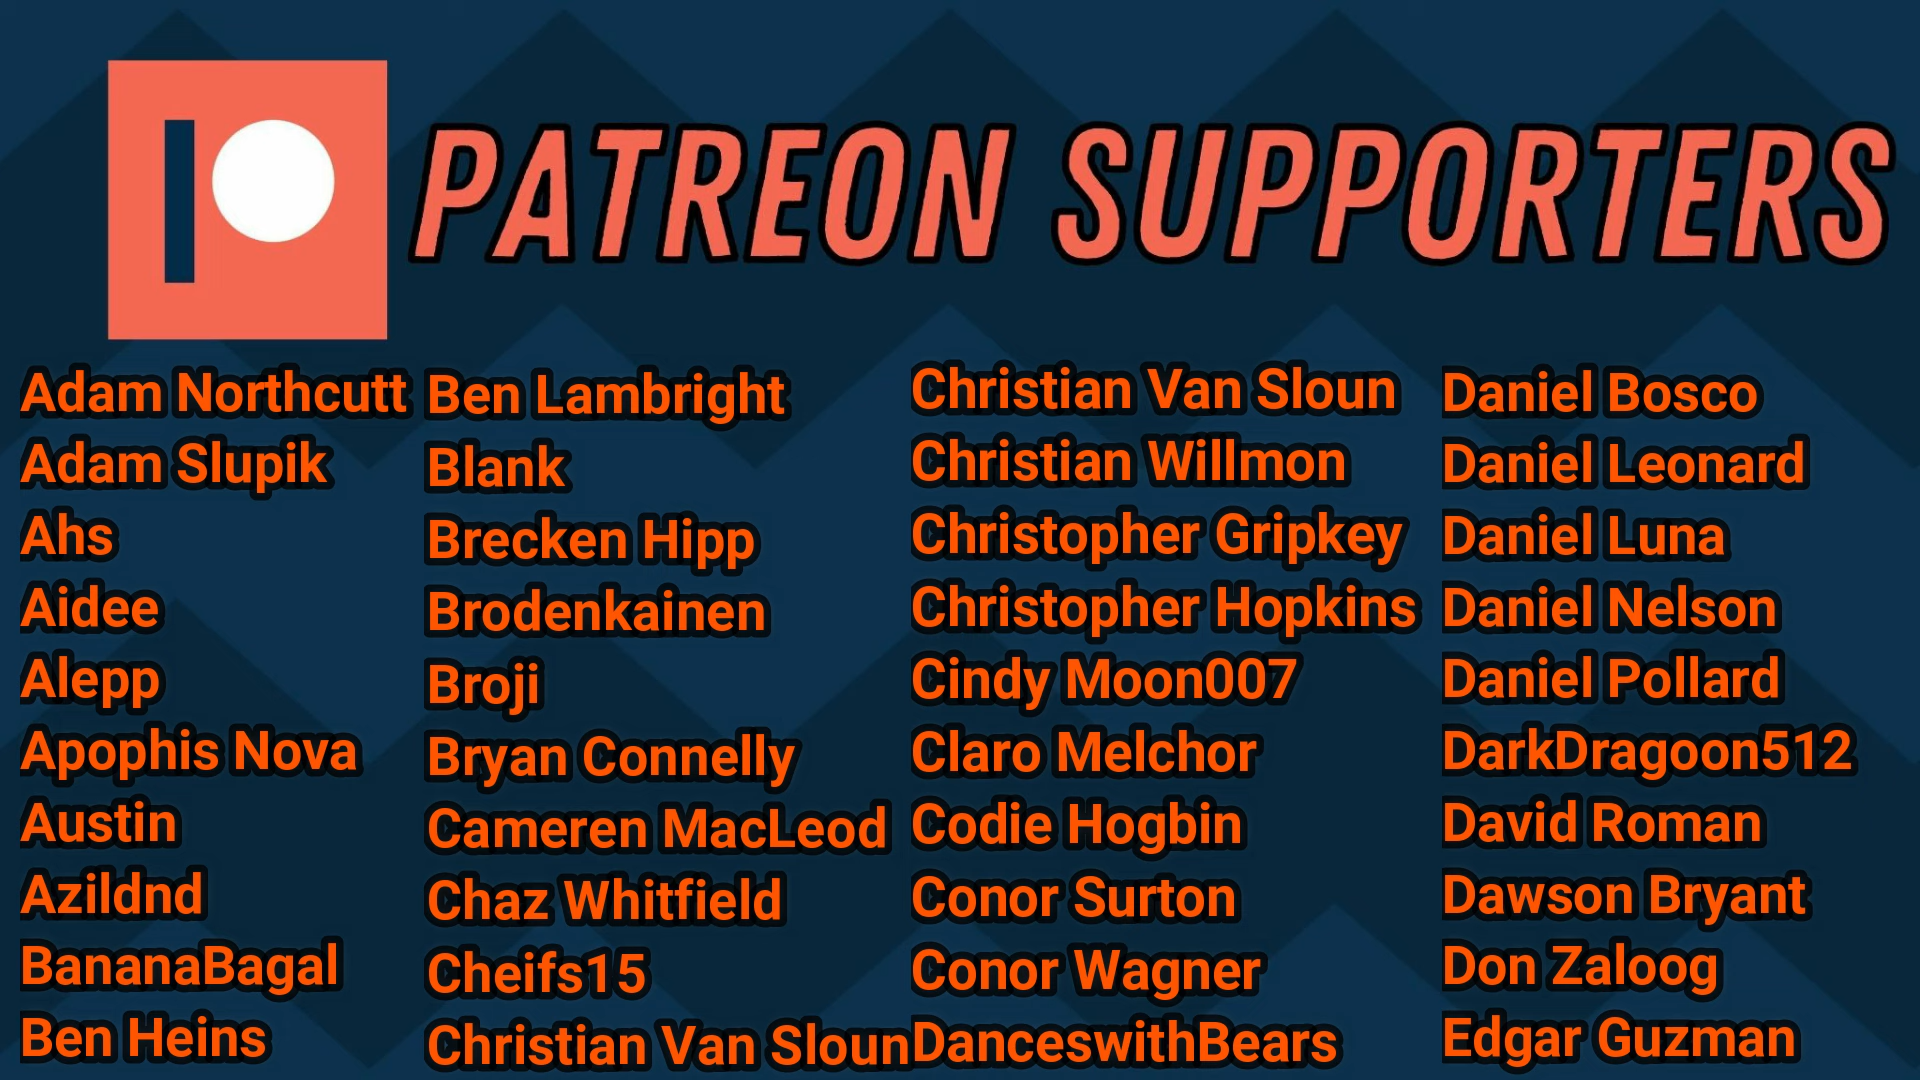 PATREON SUPPORTERS
Adam Northcutt
Adam Slupik
Ahs
Aidee
Alepp
Apophis Nova
Austin
Azildnd
BananaBagal
Ben Heins
Ben Lambright
Blank
Brecken Hipp
Brodenkainen
Broji
Bryan Connelly
Cameren MacLeod
Chaz Whitfield
Cheifs15
Christian Van Sloun
Christian Van Sloun
Christian Willmon
Christopher Gripkey
Christopher Hopkins
Cindy Moon007
Claro Melchor
Codie Hogbin
Conor Surton
Conor Wagner
DanceswithBears
Daniel Bosco
Daniel Leonard
Daniel Luna
Daniel Nelson
Daniel Pollard
DarkDragoon512
David Roman
Dawson Bryant
Don Zaloog
Edgar Guzman